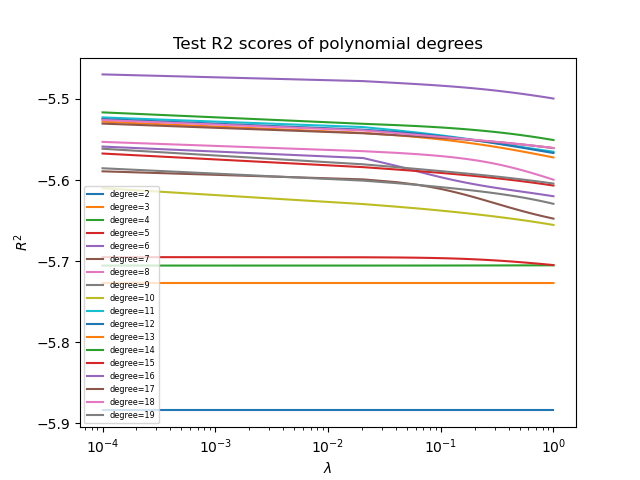 Test R2 scores of polynomial degrees
R²
−5.5
−5.6
−5.7
−5.8
−5.9
degree=2
degree=3
degree=4
degree=5
degree=6
degree=7
degree=8
degree=9
degree=10
degree=11
degree=12
degree=13
degree=14
degree=15
degree=16
degree=17
degree=18
degree=19
10⁻⁴ 10⁻³ 10⁻² 10⁻¹ 10⁰
λ